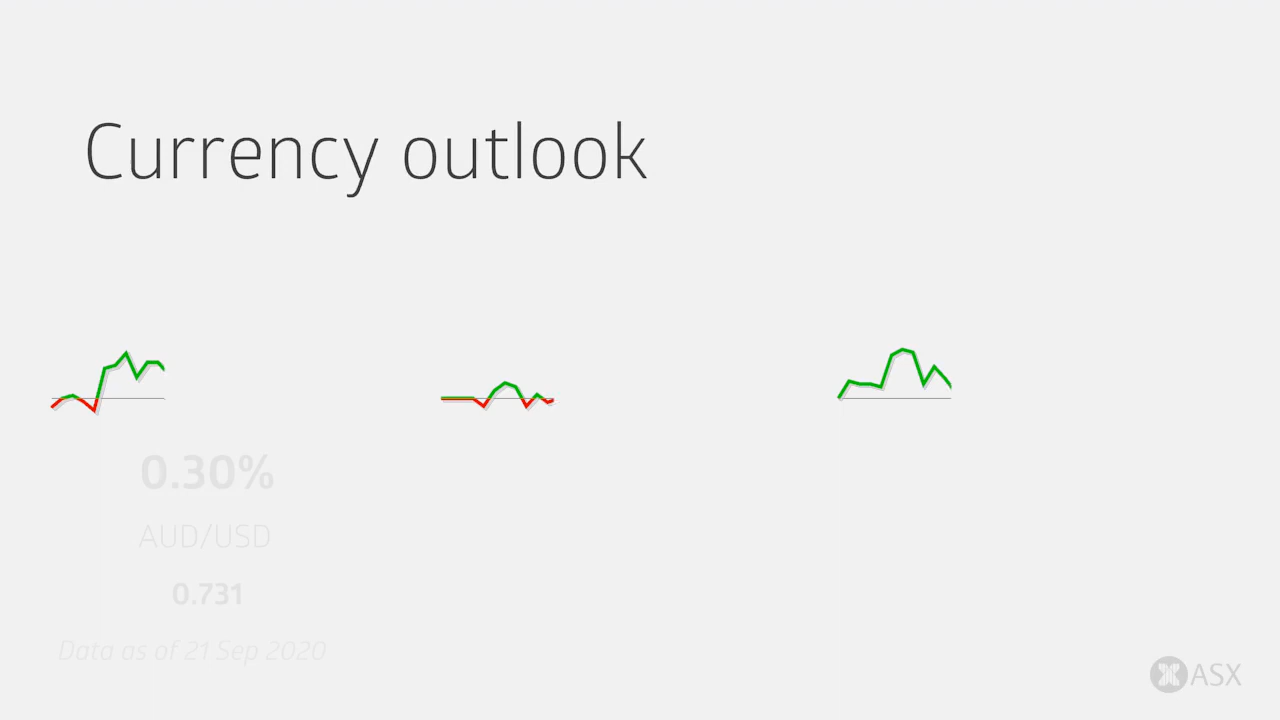 Currency outlook
0.30%
AUD/USD
0.731
Data as of 21 Sep 2020
ASX